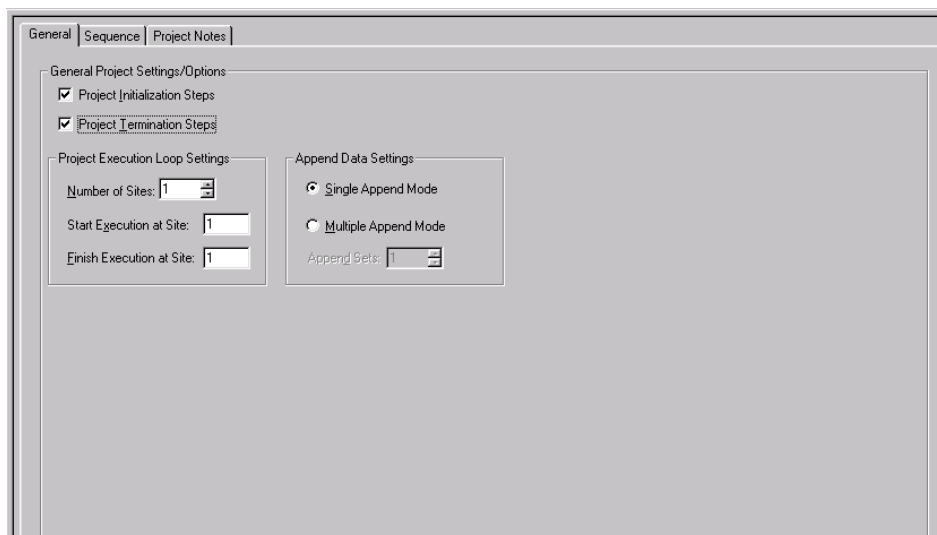 General Sequence Project Notes
General Project Settings/Options
Project Initialization Steps
Project Termination Steps
Project Execution Loop Settings
Number of Sites: 1
Start Execution at Site: 1
Finish Execution at Site: 1
Append Data Settings
Single Append Mode
Multiple Append Mode
Append Sets: 1